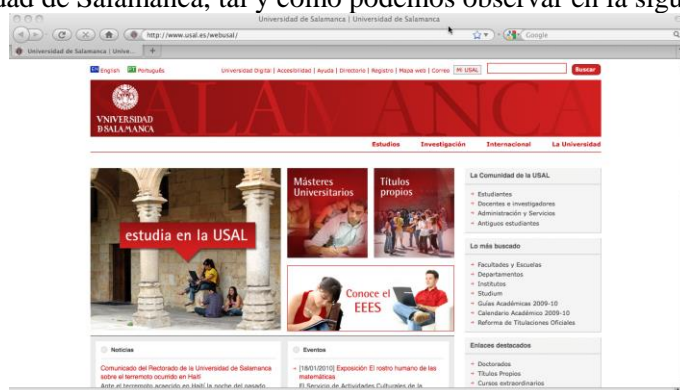 dad de Salamanca, tal y como podemos observar en la sigu
Universidad de Salamanca | Universidad de Salamanca
http://www.usal.es/webusal/
Google
Universidad de Salamanca | Unive...
English Português Universidad Digital | Accesibilidad | Ayuda | Directorio | Registro | Mapa web | Correo Mi USAL Buscar
SALAMANCA
VNIVERSIDAD
D SALAMANCA
Estudios Investigación Internacional La Universidad
estudia en la USAL
Másteres
Universitarios
Títulos
propios
Conoce el
EEES
La Comunidad de la USAL
Estudiantes
Docentes e investigadores
Administración y Servicios
Antiguos estudiantes
Lo más buscado
Facultades y Escuelas
Departamentos
Institutos
Studium
Guías Académicas 2009-10
Calendario Académico 2009-10
Reforma de Titulaciones Oficiales
Enlaces destacados
Doctorados
Títulos Propios
Cursos extraordinarios
Noticias
Comunicado del Rectorado de la Universidad de Salamanca
sobre el terremoto ocurrido en Haití
Ante el terremoto acaecido en Haití la noche del pasado
Eventos
[18/01/2010] Exposición El rostro humano de las
matemáticas
El Servicio de Actividades Culturales de la